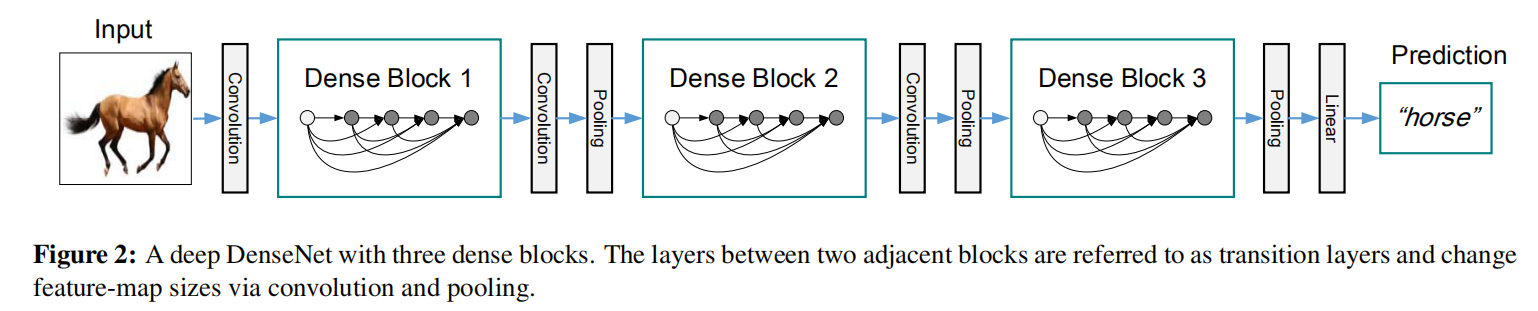 Input
Convolution
Dense Block 1
Convolution
Pooling
Dense Block 2
Convolution
Pooling
Dense Block 3
Pooling
Linear
Prediction
“horse”
Figure 2: A deep DenseNet with three dense blocks. The layers between two adjacent blocks are referred to as transition layers and change
feature-map sizes via convolution and pooling.